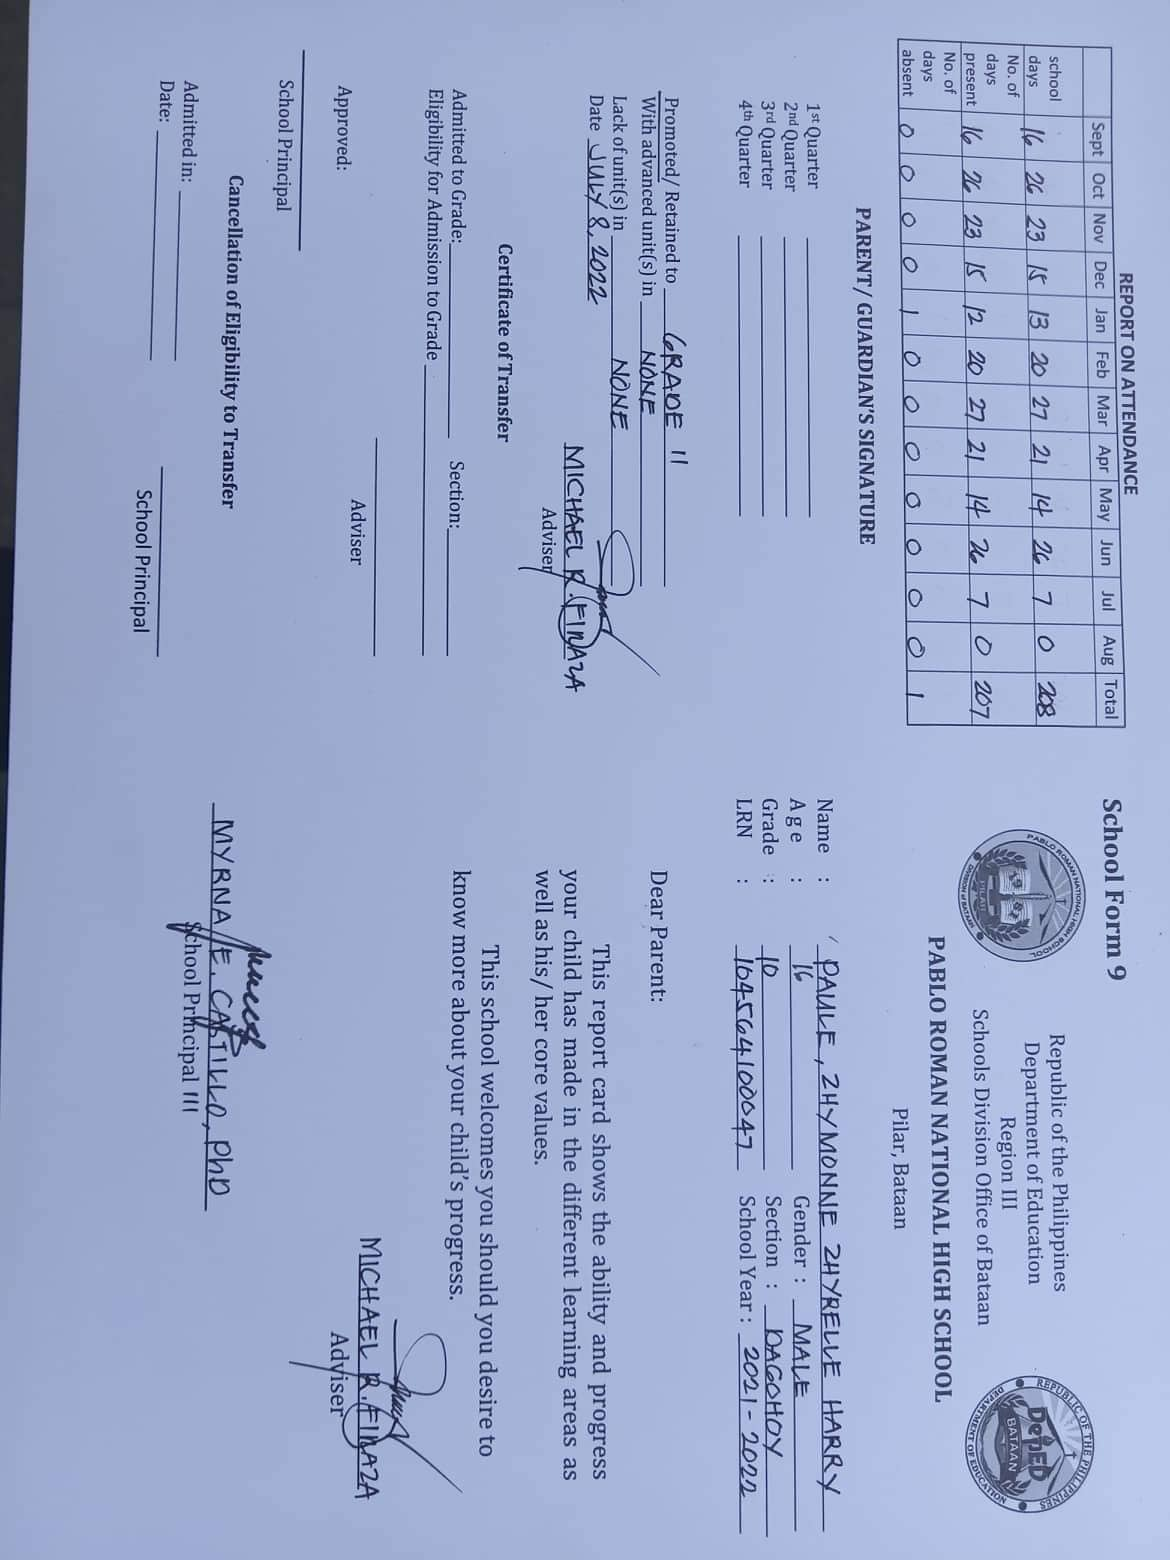 REPORT ON ATTENDANCE
Sept Oct Nov Dec Jan Feb Mar Apr May Jun Jul Aug Total
school days 16 26 23 15 13 20 27 21 14 26 7 0 208
No. of days present 16 26 23 15 12 20 27 21 14 26 7 0 207
No. of days absent 0 0 0 0 1 0 0 0 0 0 0 0 1
PARENT / GUARDIAN'S SIGNATURE
1st Quarter
2nd Quarter
3rd Quarter
4th Quarter
Promoted/ Retained to GRADE 11
With advanced unit(s) in NONE
Lack of unit(s) in NONE
Date JULY 8, 2022
MICHAEL R. FINAZA
Adviser
Certificate of Transfer
Admitted to Grade: Section:
Eligibility for Admission to Grade
Adviser
Approved:
School Principal
Cancellation of Eligibility to Transfer
Admitted in:
Date:
School Principal
School Form 9
PABLO ROMAN NATIONAL HIGH SCHOOL
PILAR
DIVISION of BATAAN
Republic of the Philippines
Department of Education
Region III
Schools Division Office of Bataan
PABLO ROMAN NATIONAL HIGH SCHOOL
Pilar, Bataan
REPUBLIC OF THE PHILIPPINES
DepED
BATAAN
DEPARTMENT OF EDUCATION
Name : PAULE, ZHYMONNE ZHYRELLE HARRY
Age : 16 Gender : MALE
Grade : 10 Section : DAGOHOY
LRN : 104564100047 School Year : 2021-2022
Dear Parent:
This report card shows the ability and progress
your child has made in the different learning areas as
well as his/ her core values.
This school welcomes you should you desire to
know more about your child's progress.
MICHAEL R. FINAZA
Adviser
MYRNA E. CASTILLO, PhD
School Principal III